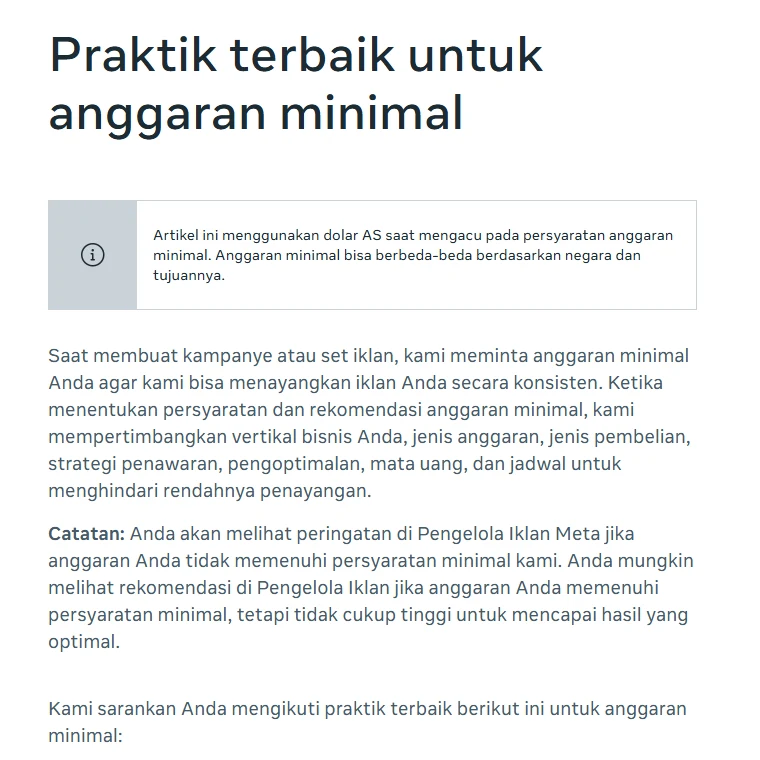 Praktik terbaik untuk
anggaran minimal
Artikel ini menggunakan dolar AS saat mengacu pada persyaratan anggaran
minimal. Anggaran minimal bisa berbeda-beda berdasarkan negara dan
tujuannya.
Saat membuat kampanye atau set iklan, kami meminta anggaran minimal
Anda agar kami bisa menayangkan iklan Anda secara konsisten. Ketika
menentukan persyaratan dan rekomendasi anggaran minimal, kami
mempertimbangkan vertikal bisnis Anda, jenis anggaran, jenis pembelian,
strategi penawaran, pengoptimalan, mata uang, dan jadwal untuk
menghindari rendahnya penayangan.
Catatan: Anda akan melihat peringatan di Pengelola Iklan Meta jika
anggaran Anda tidak memenuhi persyaratan minimal kami. Anda mungkin
melihat rekomendasi di Pengelola Iklan jika anggaran Anda memenuhi
persyaratan minimal, tetapi tidak cukup tinggi untuk mencapai hasil yang
optimal.
Kami sarankan Anda mengikuti praktik terbaik berikut ini untuk anggaran
minimal: